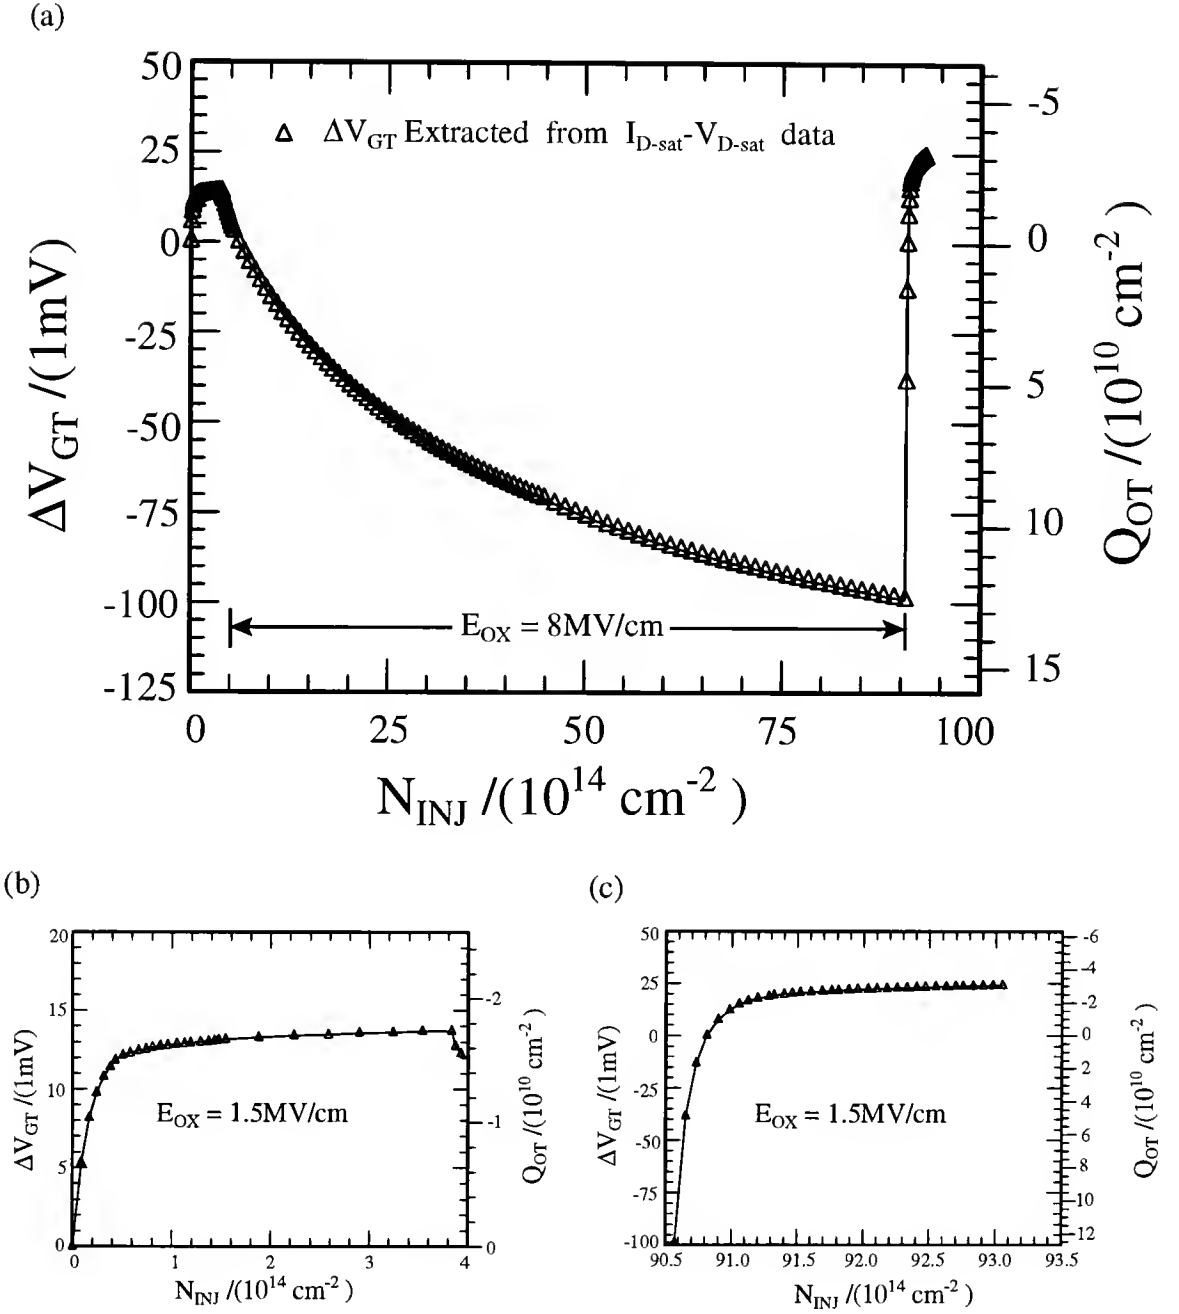 (a)
50
25
0
-25
-50
-75
-100
-125
ΔV_GT /(1mV)
Δ ΔV_GT Extracted from I_D-sat-V_D-sat data
E_OX = 8MV/cm
-5
0
5
10
15
Q_OT /(10^10 cm^-2)
0 25 50 75 100
N_INJ /(10^14 cm^-2 )
(b)
20
15
10
5
0
ΔV_GT /(1mV)
E_OX = 1.5MV/cm
-2
-1
0
Q_OT /(10^10 cm^-2)
0 1 2 3 4
N_INJ /(10^14 cm^-2 )
(c)
50
25
0
-25
-50
-75
-100
ΔV_GT /(1mV)
E_OX = 1.5MV/cm
-6
-4
-2
0
2
4
6
8
10
12
Q_OT /(10^10 cm^-2)
90.5 91.0 91.5 92.0 92.5 93.0 93.5
N_INJ /(10^14 cm^-2 )